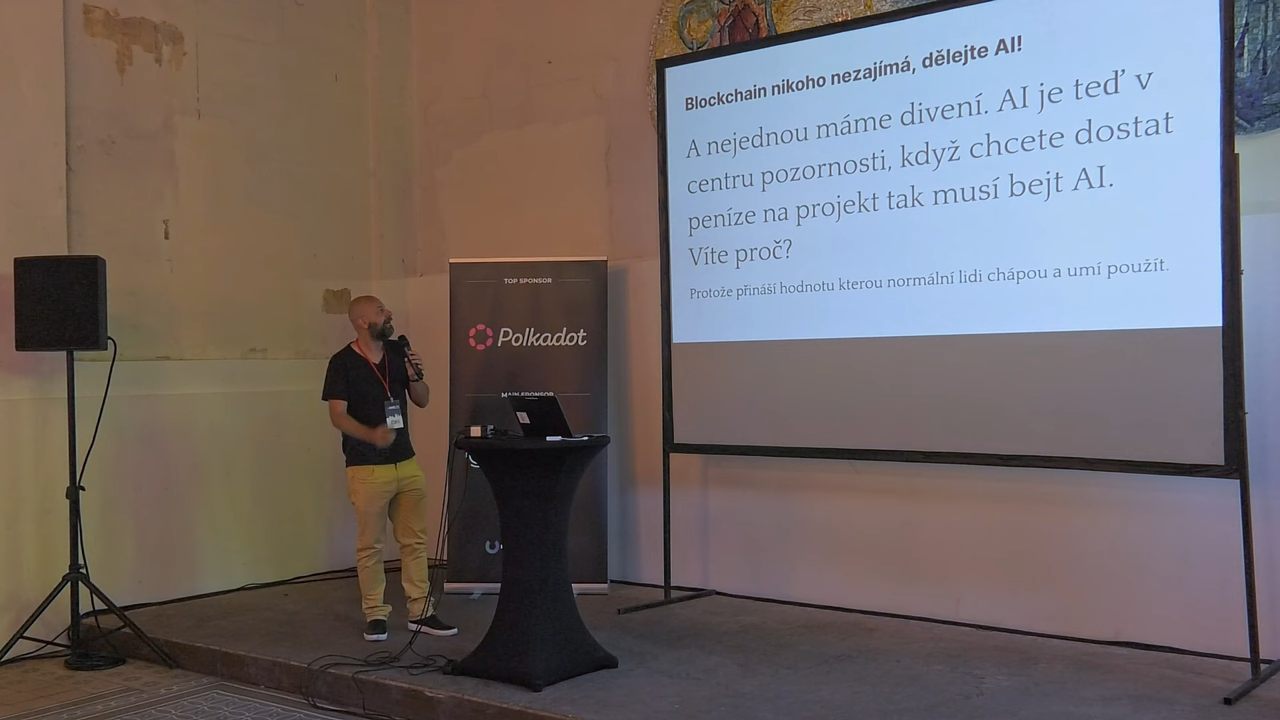 Blockchain nikoho nezajímá, dělejte AI!
A nejednou máme divení. AI je teď v
centru pozornosti, když chcete dostat
peníze na projekt tak musí bejt AI.
Víte proč?
Protože přináší hodnotu kterou normální lidi chápou a umí použít.
TOP SPONSOR
Polkadot
MAIN SPONSOR